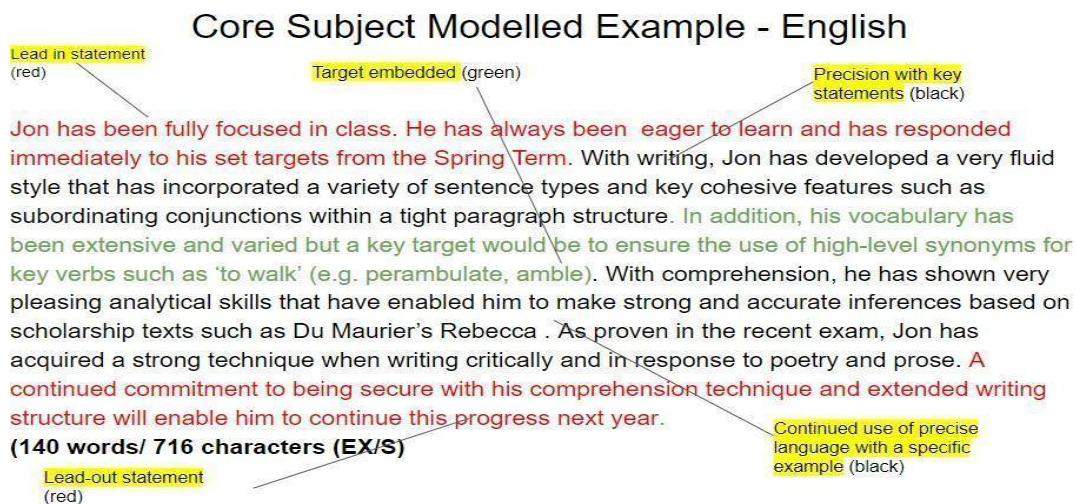 Core Subject Modelled Example - English
Lead in statement
(red)
Target embedded (green)
Precision with key
statements (black)
Jon has been fully focused in class. He has always been  eager to learn and has responded
immediately to his set targets from the Spring Term. With writing, Jon has developed a very fluid
style that has incorporated a variety of sentence types and key cohesive features such as
subordinating conjunctions within a tight paragraph structure. In addition, his vocabulary has
been extensive and varied but a key target would be to ensure the use of high-level synonyms for
key verbs such as ‘to walk’ (e.g. perambulate, amble). With comprehension, he has shown very
pleasing analytical skills that have enabled him to make strong and accurate inferences based on
scholarship texts such as Du Maurier’s Rebecca . As proven in the recent exam, Jon has
acquired a strong technique when writing critically and in response to poetry and prose. A
continued commitment to being secure with his comprehension technique and extended writing
structure will enable him to continue this progress next year.
(140 words/ 716 characters (EX/S)
Continued use of precise
language with a specific
example (black)
Lead-out statement
(red)